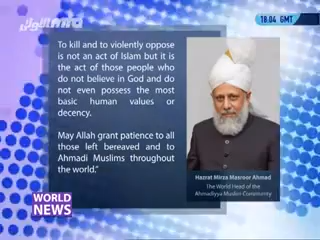 الأولى mta
18.04 GMT
To kill and to violently oppose
is not an act of Islam but it is
the act of those people who
do not believe in God and do
not even possess the most
basic human values or
decency.
May Allah grant patience to all
those left bereaved and to
Ahmadi Muslims throughout
the world."
Hazrat Mirza Masroor Ahmad
The World Head of the
Ahmadiyya Muslim Community
WORLD
NEWS